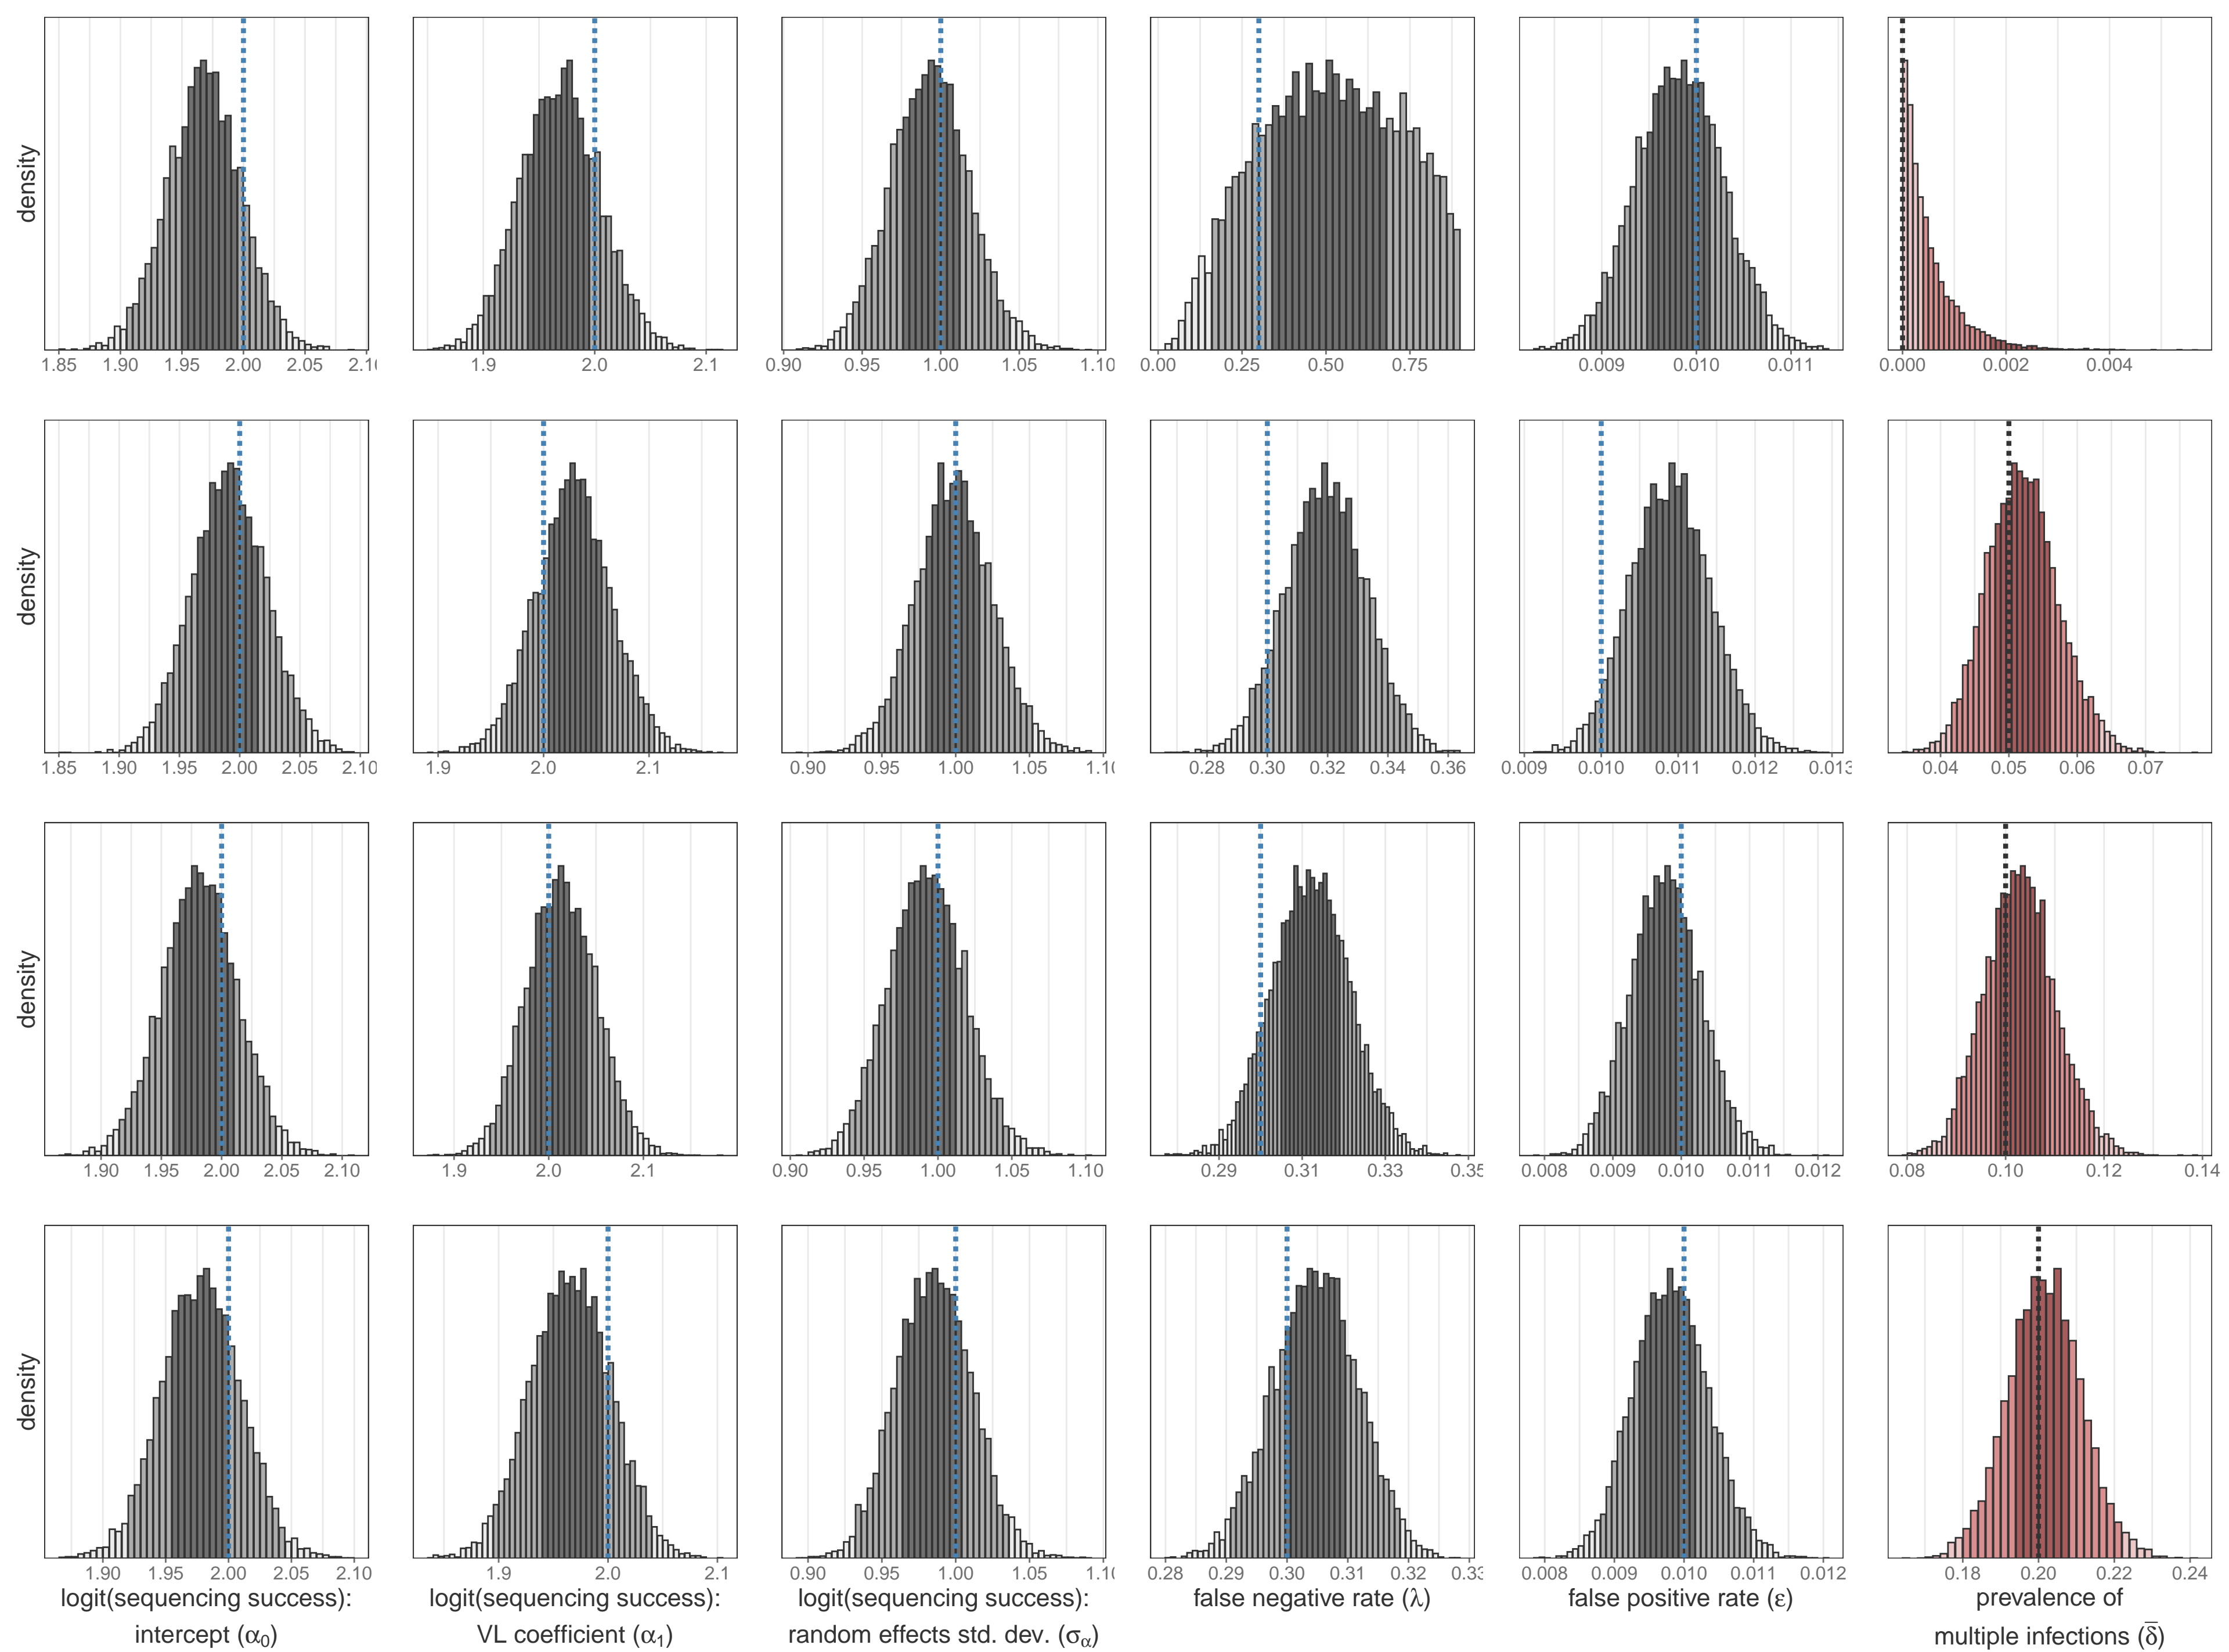 density
1.85 1.90 1.95 2.00 2.05 2.10
1.9 2.0 2.1
0.90 0.95 1.00 1.05 1.10
0.00 0.25 0.50 0.75
0.009 0.010 0.011
0.000 0.002 0.004
density
1.85 1.90 1.95 2.00 2.05 2.10
1.9 2.0 2.1
0.90 0.95 1.00 1.05 1.10
0.28 0.30 0.32 0.34 0.36
0.009 0.010 0.011 0.012 0.013
0.04 0.05 0.06 0.07
density
1.90 1.95 2.00 2.05 2.10
1.9 2.0 2.1
0.90 0.95 1.00 1.05 1.10
0.29 0.31 0.33 0.35
0.008 0.009 0.010 0.011 0.012
0.08 0.10 0.12 0.14
density
1.90 1.95 2.00 2.05 2.10
1.9 2.0 2.1
0.90 0.95 1.00 1.05 1.10
0.28 0.29 0.30 0.31 0.32 0.33
0.008 0.009 0.010 0.011 0.012
0.18 0.20 0.22 0.24
logit(sequencing success):
intercept (α₀)
logit(sequencing success):
VL coefficient (α₁)
logit(sequencing success):
random effects std. dev. (σα)
false negative rate (λ)
false positive rate (ε)
prevalence of
multiple infections (δ̅)